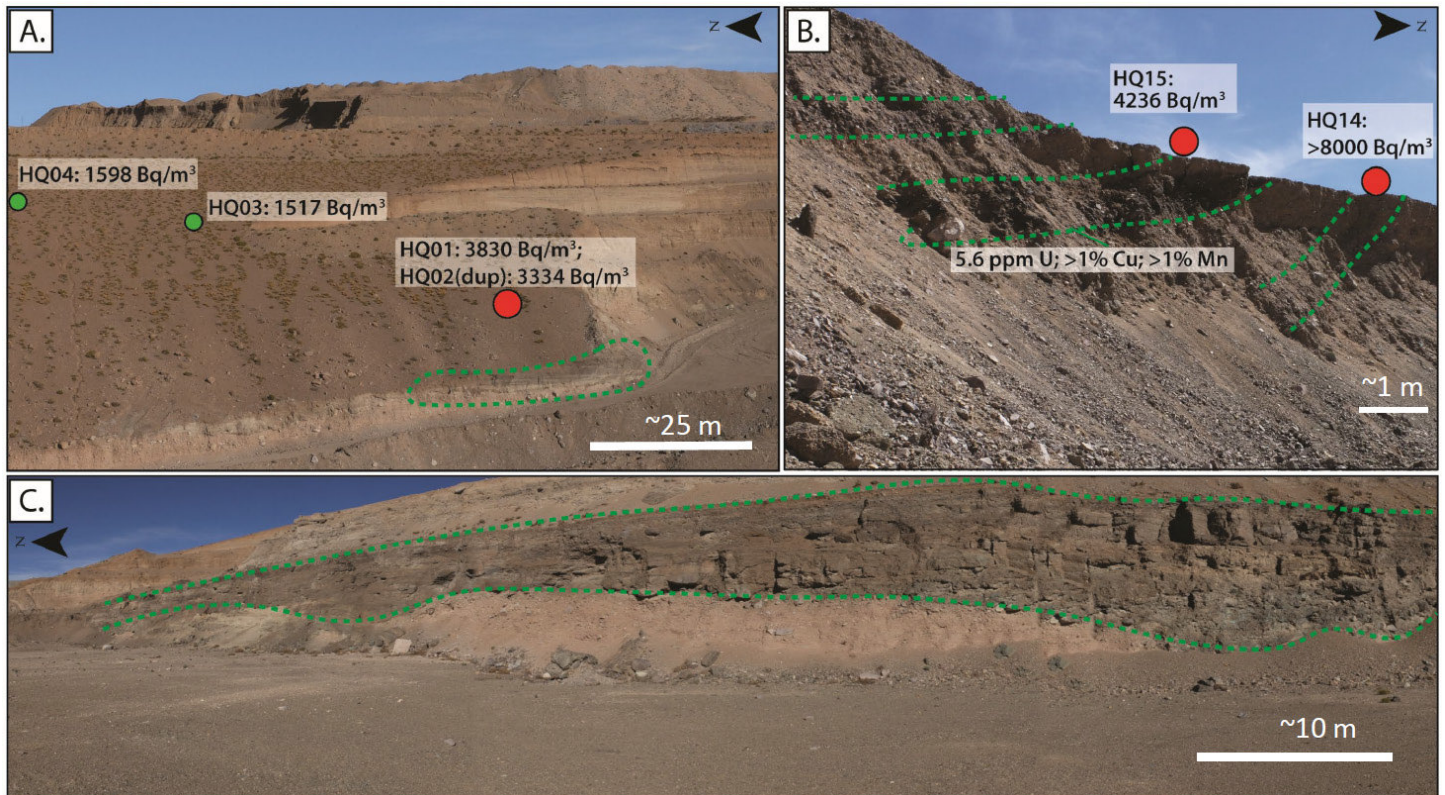 A.
N
HQ04: 1598 Bq/m³
HQ03: 1517 Bq/m³
HQ01: 3830 Bq/m³;
HQ02(dup): 3334 Bq/m³
~25 m
B.
N
HQ15:
4236 Bq/m³
HQ14:
>8000 Bq/m³
5.6 ppm U; >1% Cu; >1% Mn
~1 m
C.
N
~10 m